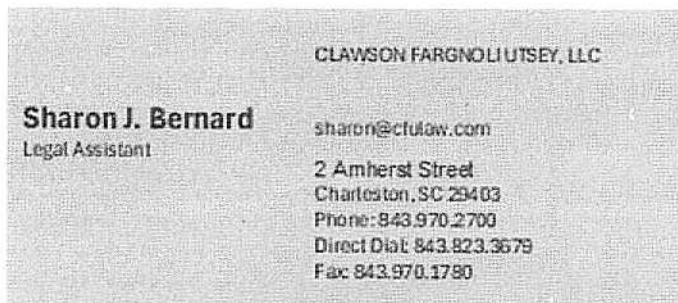 CLAWSON FARGNOLI UTSEY, LLC
Sharon J. Bernard
Legal Assistant
sharon@cfulaw.com
2 Amherst Street
Charleston, SC 29403
Phone: 843.970.2700
Direct Dial: 843.823.3679
Fax: 843.970.1780